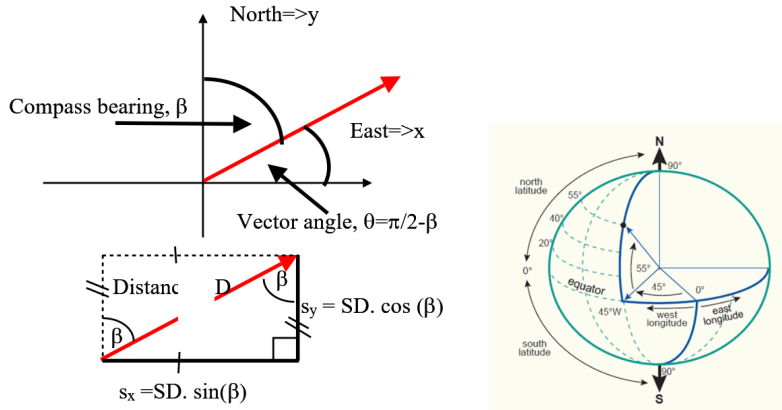 North=>y
Compass bearing, β
East=>x
Vector angle, θ=π/2-β
Distanc D
β
β
sy = SD. cos (β)
sx =SD. sin(β)
N
90°
north
latitude
55°
40°
20°
0°
equator
55°
45°
0°
45°W
west
longitude
east
longitude
south
latitude
90°
S